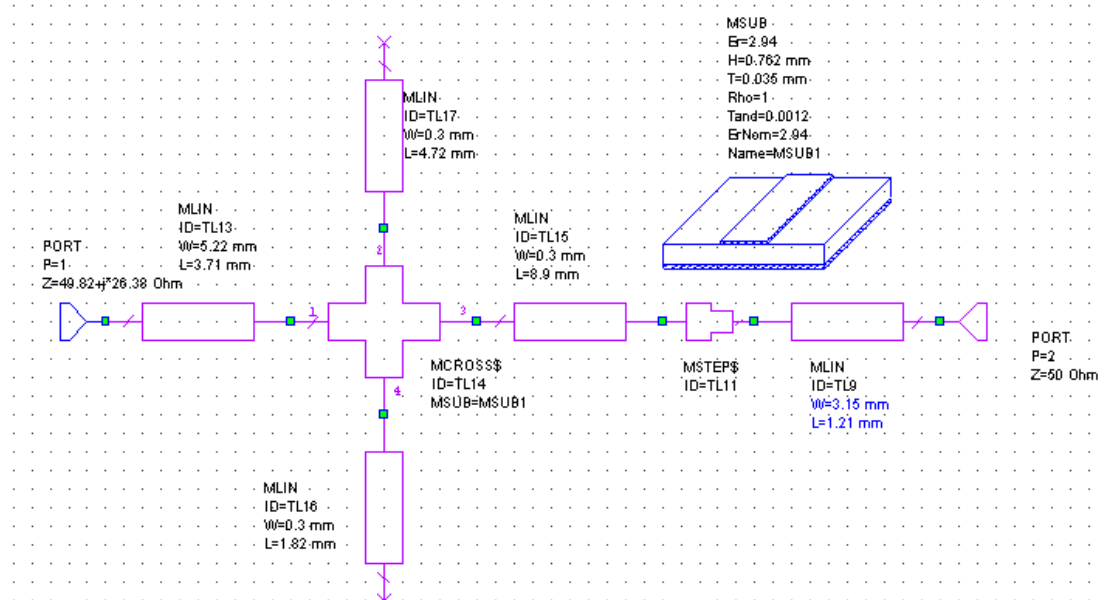 MSUB
Er=2.94
H=0.762 mm
T=0.035 mm
Rho=1
Tand=0.0012
ErNom=2.94
Name=MSUB1
MLIN
ID=TL17
W=0.3 mm
L=4.72 mm
MLIN
ID=TL13
W=5.22 mm
L=3.71 mm
MLIN
ID=TL15
W=0.3 mm
L=8.9 mm
PORT
P=1
Z=49.82+j*26.38 Ohm
2
1
3
4
MCROSS$
ID=TL14
MSUB=MSUB1
MSTEP$
ID=TL11
MLIN
ID=TL9
W=3.15 mm
L=1.21 mm
PORT
P=2
Z=50 Ohm
MLIN
ID=TL16
W=0.3 mm
L=1.82 mm